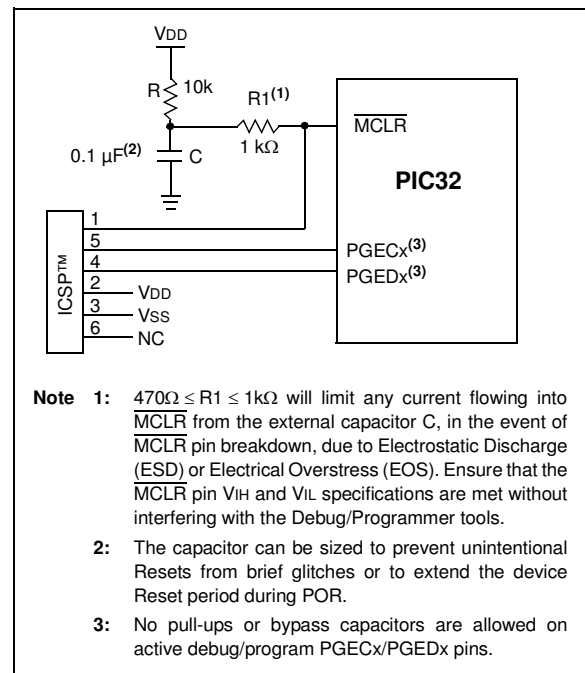 VDD
R 10k
R1(1)
0.1 µF(2) C
1 kΩ
MCLR
PIC32
ICSP™
1
5
4
2 VDD
3 VSS
6 NC
PGECx(3)
PGEDx(3)
Note 1: 470Ω ≤ R1 ≤ 1kΩ will limit any current flowing into
MCLR from the external capacitor C, in the event of
MCLR pin breakdown, due to Electrostatic Discharge
(ESD) or Electrical Overstress (EOS). Ensure that the
MCLR pin VIH and VIL specifications are met without
interfering with the Debug/Programmer tools.
2: The capacitor can be sized to prevent unintentional
Resets from brief glitches or to extend the device
Reset period during POR.
3: No pull-ups or bypass capacitors are allowed on
active debug/program PGECx/PGEDx pins.